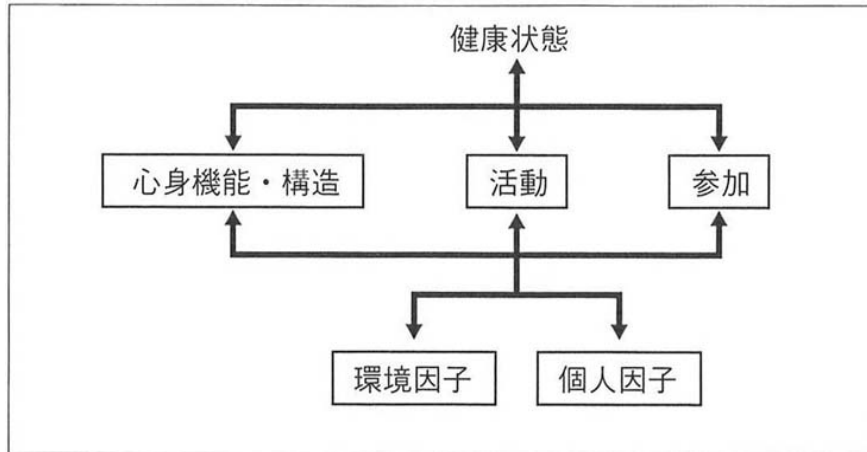 健康状態
心身機能・構造
活動
参加
環境因子
個人因子